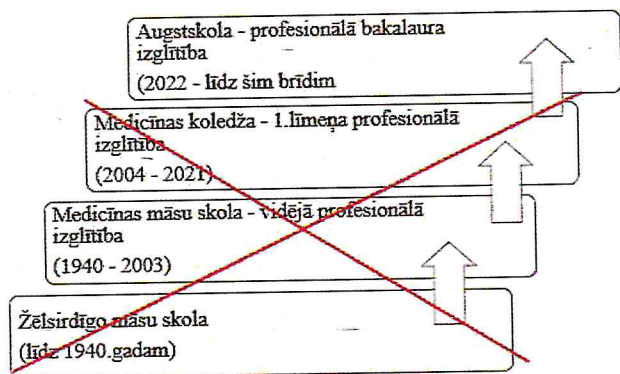 Augstskola - profesionālā bakalaura
izglītība
(2022 - līdz šim brīdim
Medicīnas koledža - 1.līmeņa profesionālā
izglītība
(2004 - 2021)
Medicīnas māsu skola - vidējā profesionālā
izglītība
(1940 - 2003)
Žēlsirdīgo māsu skola
(līdz 1940.gadam)